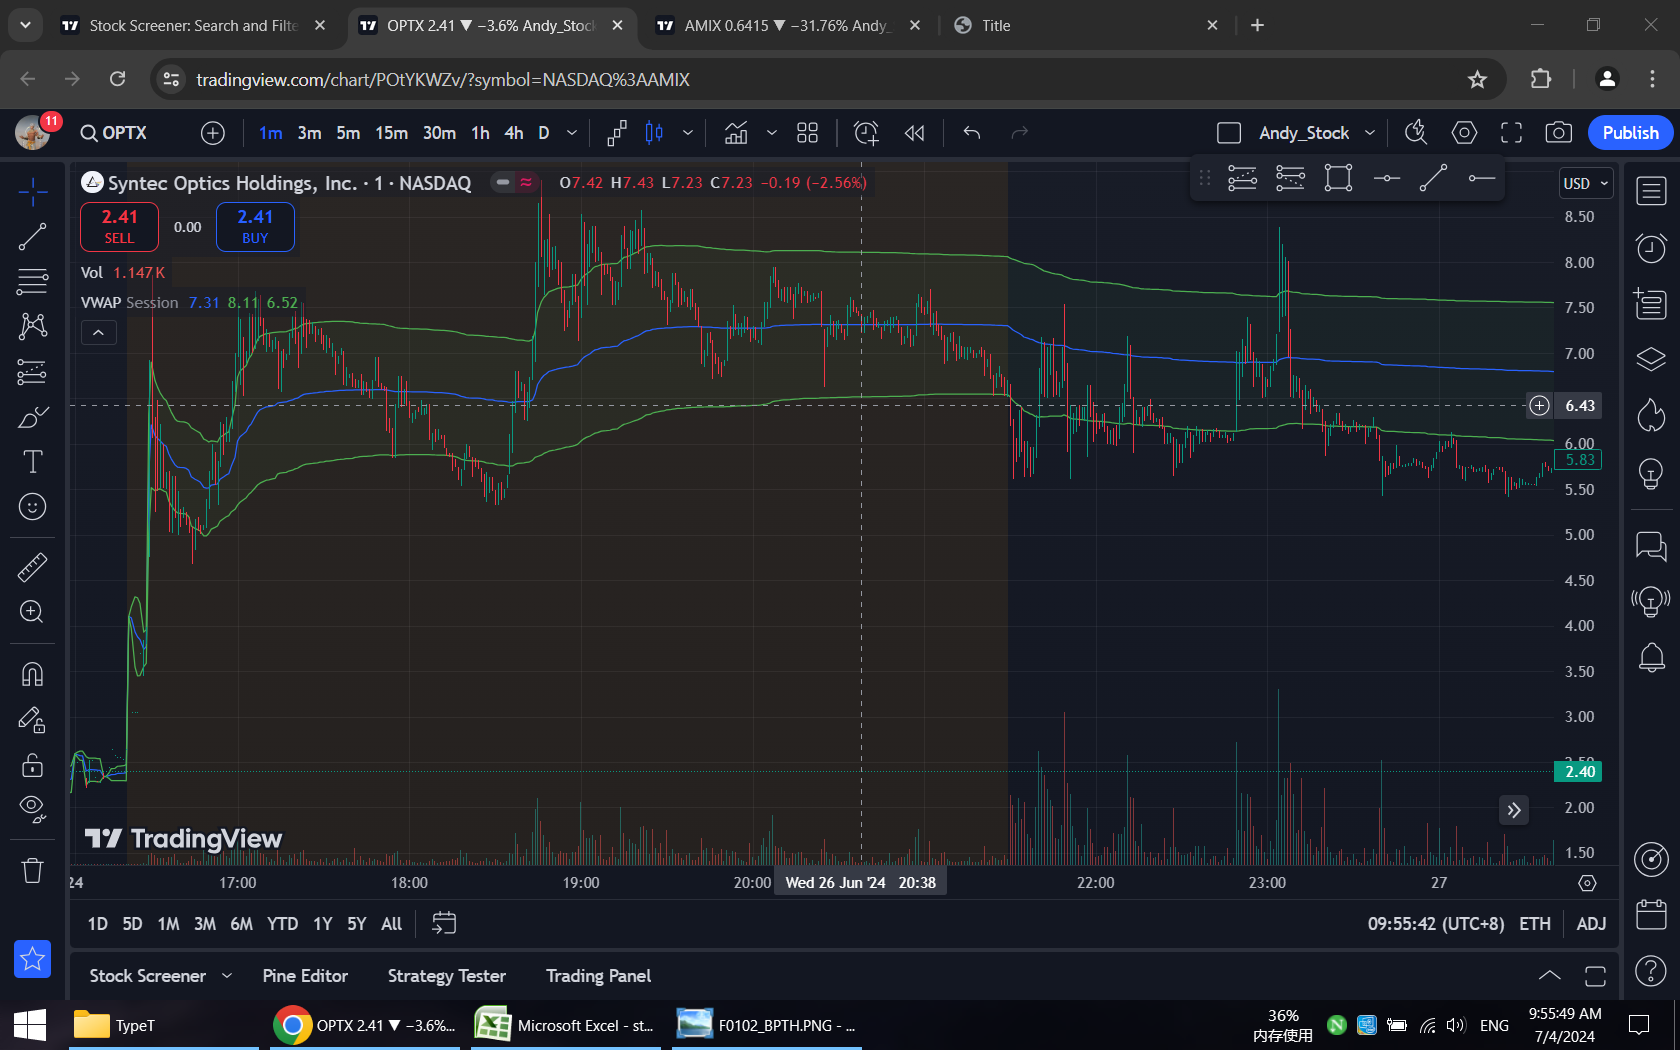 Stock Screener: Search and Filte
OPTX 2.41 ▼ −3.6% Andy_Stock
AMIX 0.6415 ▼ −31.76% Andy_
Title
tradingview.com/chart/POtYKWZv/?symbol=NASDAQ%3AAMIX
11
OPTX
1m 3m 5m 15m 30m 1h 4h D
Andy_Stock
Publish
Syntec Optics Holdings, Inc. · 1 · NASDAQ
O7.42 H7.43 L7.23 C7.23 −0.19 (−2.56%)
USD
2.41
SELL
0.00
2.41
BUY
Vol 1.147K
VWAP Session 7.31 8.11 6.52
8.50
8.00
7.50
7.00
6.43
6.00
5.83
5.50
5.00
4.50
4.00
3.50
3.00
2.40
2.00
1.50
TradingView
24 17:00 18:00 19:00 20:00 Wed 26 Jun '24 20:38 22:00 23:00 27
1D 5D 1M 3M 6M YTD 1Y 5Y All
09:55:42 (UTC+8) ETH ADJ
Stock Screener Pine Editor Strategy Tester Trading Panel
TypeT
OPTX 2.41 ▼ −3.6%...
Microsoft Excel - st...
F0102_BPTH.PNG - ...
36%
内存使用
ENG
9:55:49 AM
7/4/2024